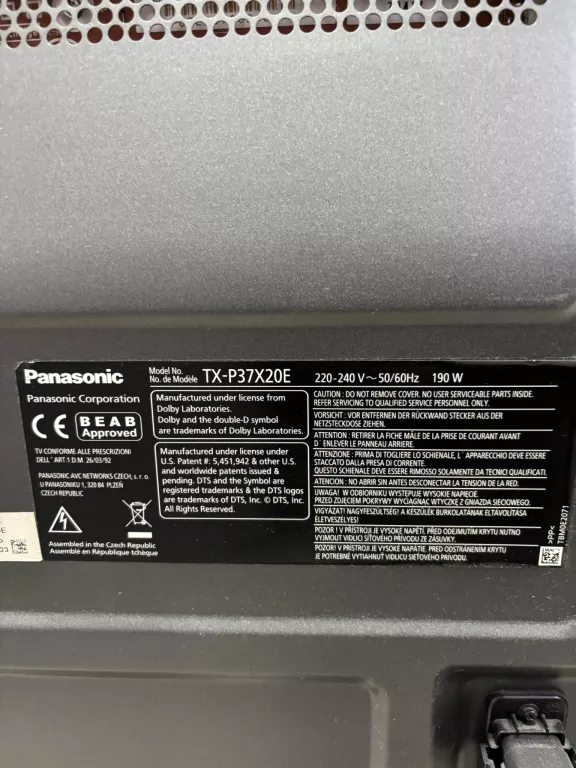 Panasonic
Model No.
No. de Modèle TX-P37X20E
220-240 V~50/60Hz 190 W
Panasonic Corporation
CE BEAB
Approved
TV CONFORME ALLE PRESCRIZIONI
DELL' ART.1 D.M. 26/03/92
PANASONIC AVC NETWORKS CZECH, s. r. o.
U PANASONIKU 1, 320 84 PLZEŇ
CZECH REPUBLIC
Assembled in the Czech Republic
Assemblé en République tchèque
Manufactured under license from
Dolby Laboratories.
Dolby and the double-D symbol
are trademarks of Dolby Laboratories.
Manufactured under license under
U.S. Patent #: 5,451,942 & other U.S.
and worldwide patents issued &
pending. DTS and the Symbol are
registered trademarks & the DTS logos
are trademarks of DTS, Inc. © DTS, Inc.
All Rights Reserved.
CAUTION : DO NOT REMOVE COVER. NO USER SERVICEABLE PARTS INSIDE.
REFER SERVICING TO QUALIFIED SERVICE PERSONNEL ONLY.
VORSICHT : VOR ENTFERNEN DER RÜCKWAND STECKER AUS DER
NETZSTECKDOSE ZIEHEN.
ATTENTION : RETIRER LA FICHE MÂLE DE LA PRISE DE COURANT AVANT
D' ENLEVER LE PANNEAU ARRIERE.
ATTENZIONE : PRIMA DI TOGLIERE LO SCHIENALE, L' APPARECCHIO DEVE ESSERE
STACCATO DALLA PRESA DI CORRENTE.
QUESTO SCHIENALE DEVE ESSERE RIMOSSO SOLAMENTE DA TECNICI QUALIFICATI.
ATENCION : NO ABRIR SIN ANTES DESCONECTAR LA TENSION DE LA RED.
UWAGA! W ODBIORNIKU WYSTEPUJE WYSOKIE NAPIECIE.
PRZED ZDJECIEM POKRYWY OBOWIAZKOWO WYJAC WTYCZKE Z GNIAZDA SIECIOWEGO.
VIGYÁZAT! NAGYFESZÜLTSÉG! A KÉSZÜLÉK BURKOLATÁNAK ELTÁVOLÍTÁSA
ÉLETVESZÉLYES!
POZOR ! V PŘÍSTROJI JE VYSOKÉ NAPĚTÍ. PŘED ODEJMUTÍM KRYTU NUTNO
VYJMOUT VIDLICI SÍŤOVÉHO PŘÍVODU ZE ZÁSUVKY.
POZOR ! V PRÍSTROJI JE VYSOKÉ NAPÄTIE. PRED ODSTRANENÍM KRYTU
JE POTREBNÉ VYTIAHNUŤ VIDLICU SIEŤOVÉHO PRÍVODU.
>PP<
TBM0E2071